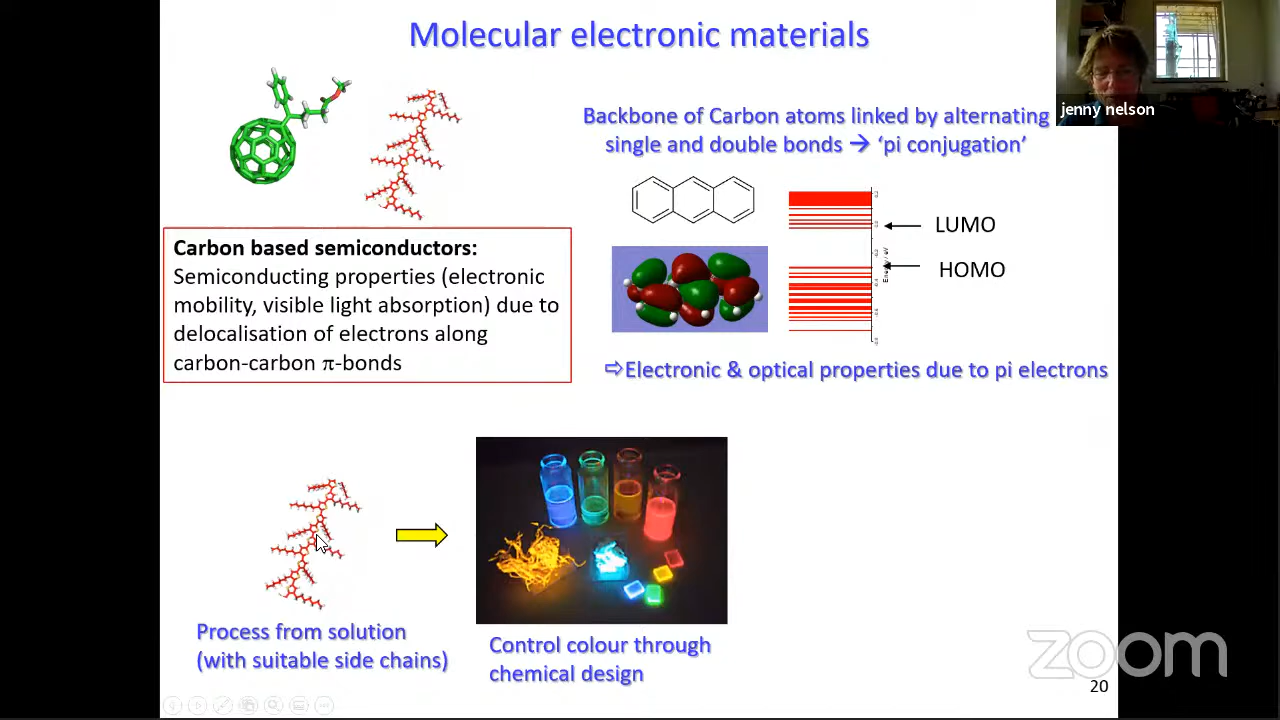 Molecular electronic materials
jenny nelson
Backbone of Carbon atoms linked by alternating
single and double bonds → 'pi conjugation'
LUMO
HOMO
Energy / eV
Carbon based semiconductors:
Semiconducting properties (electronic
mobility, visible light absorption) due to
delocalisation of electrons along
carbon-carbon π-bonds
⇨Electronic & optical properties due to pi electrons
Process from solution
(with suitable side chains)
Control colour through
chemical design
zoom
20